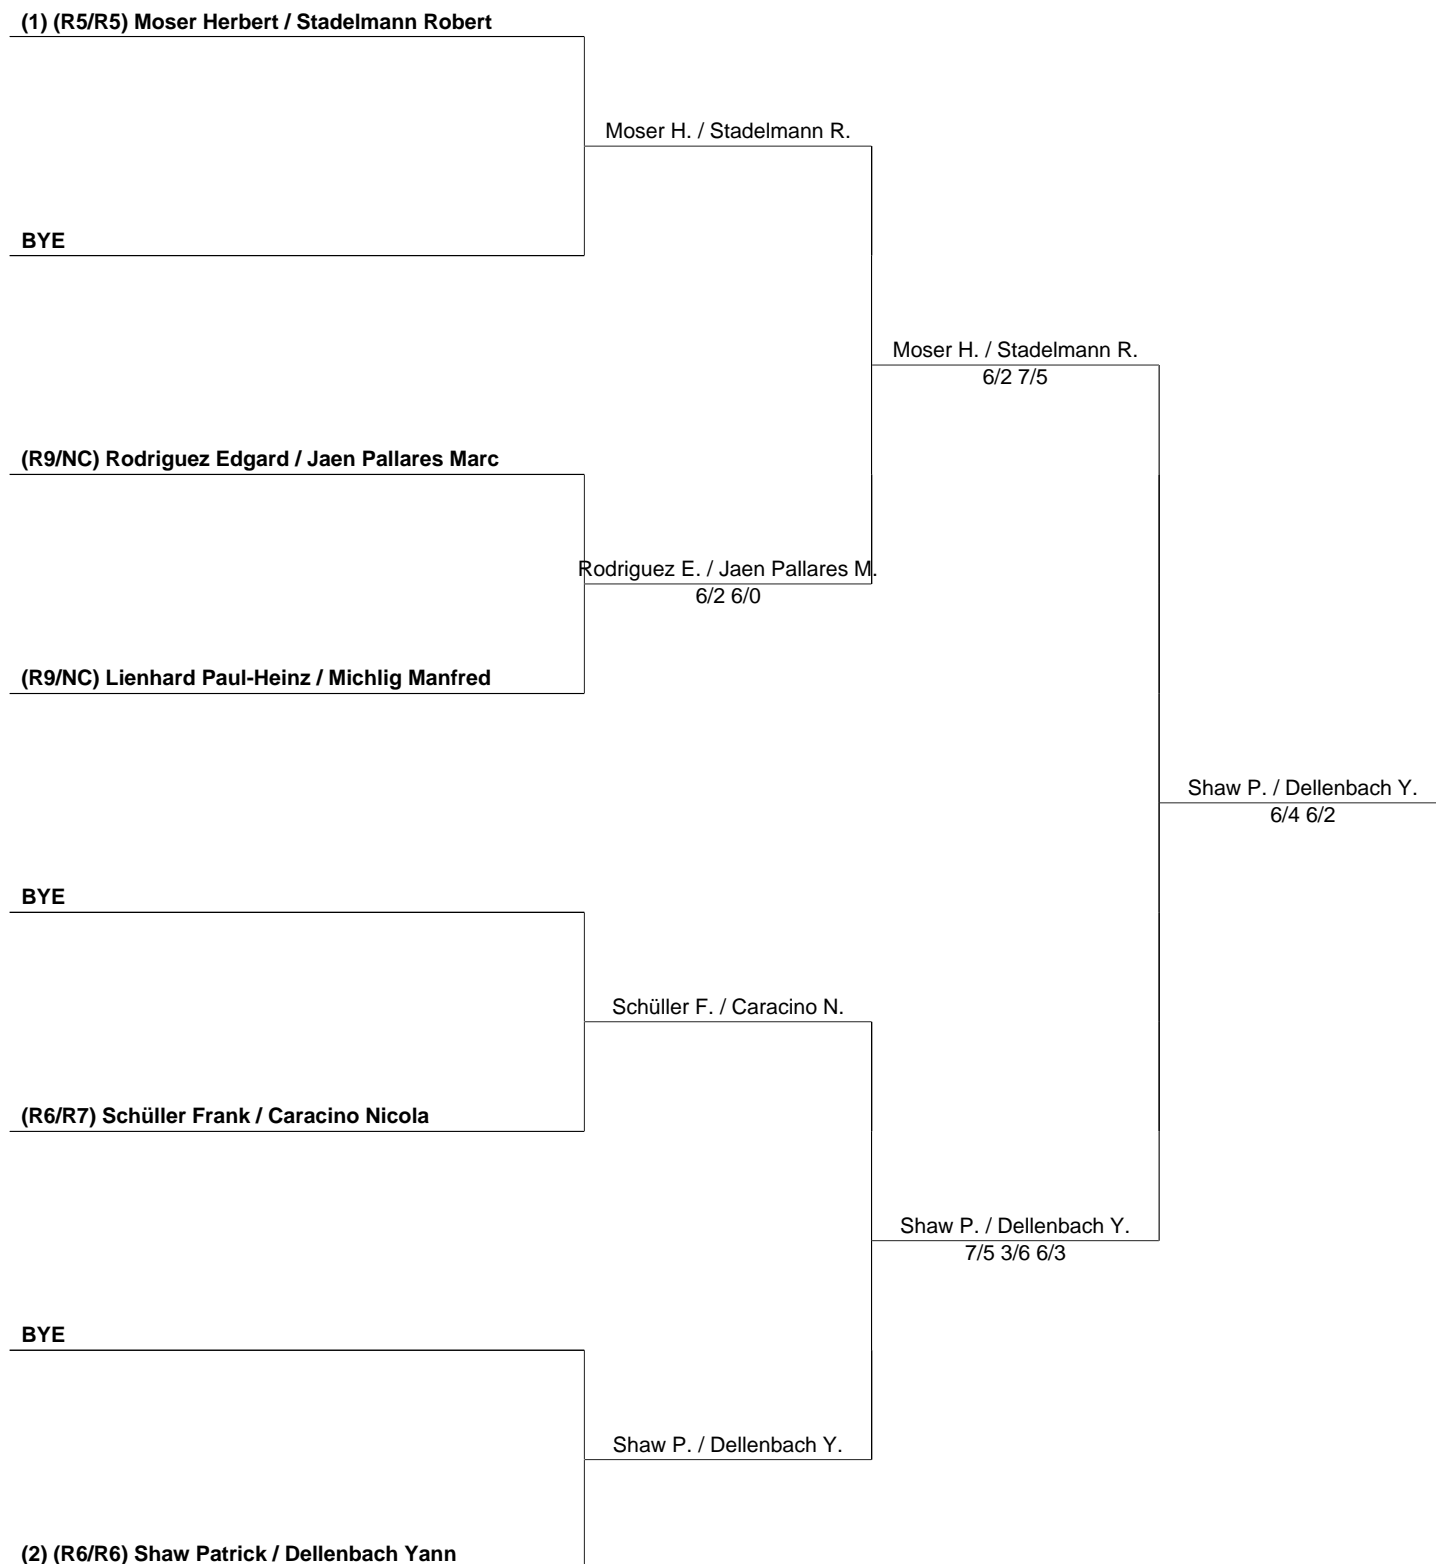 (1) (R5/R5) Moser Herbert / Stadelmann Robert
Moser H. / Stadelmann R.
BYE
Moser H. / Stadelmann R.
6/2 7/5
(R9/NC) Rodriguez Edgard / Jaen Pallares Marc
Rodriguez E. / Jaen Pallares M.
6/2 6/0
(R9/NC) Lienhard Paul-Heinz / Michlig Manfred
Shaw P. / Dellenbach Y.
6/4 6/2
BYE
Schüller F. / Caracino N.
(R6/R7) Schüller Frank / Caracino Nicola
Shaw P. / Dellenbach Y.
7/5 3/6 6/3
BYE
Shaw P. / Dellenbach Y.
(2) (R6/R6) Shaw Patrick / Dellenbach Yann